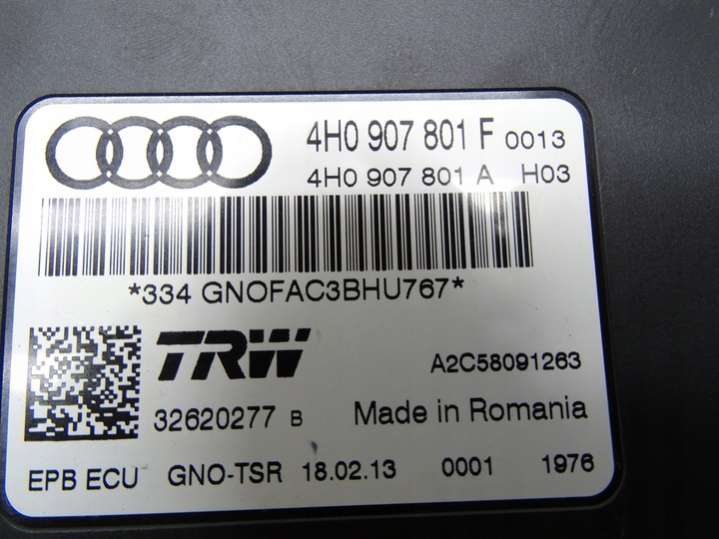 4H0 907 801 F 0013
4H0 907 801 A H03
*334 GNOFAC3BHU767*
TRW A2C58091263
32620277 B Made in Romania
EPB ECU GNO-TSR 18.02.13 0001 1976